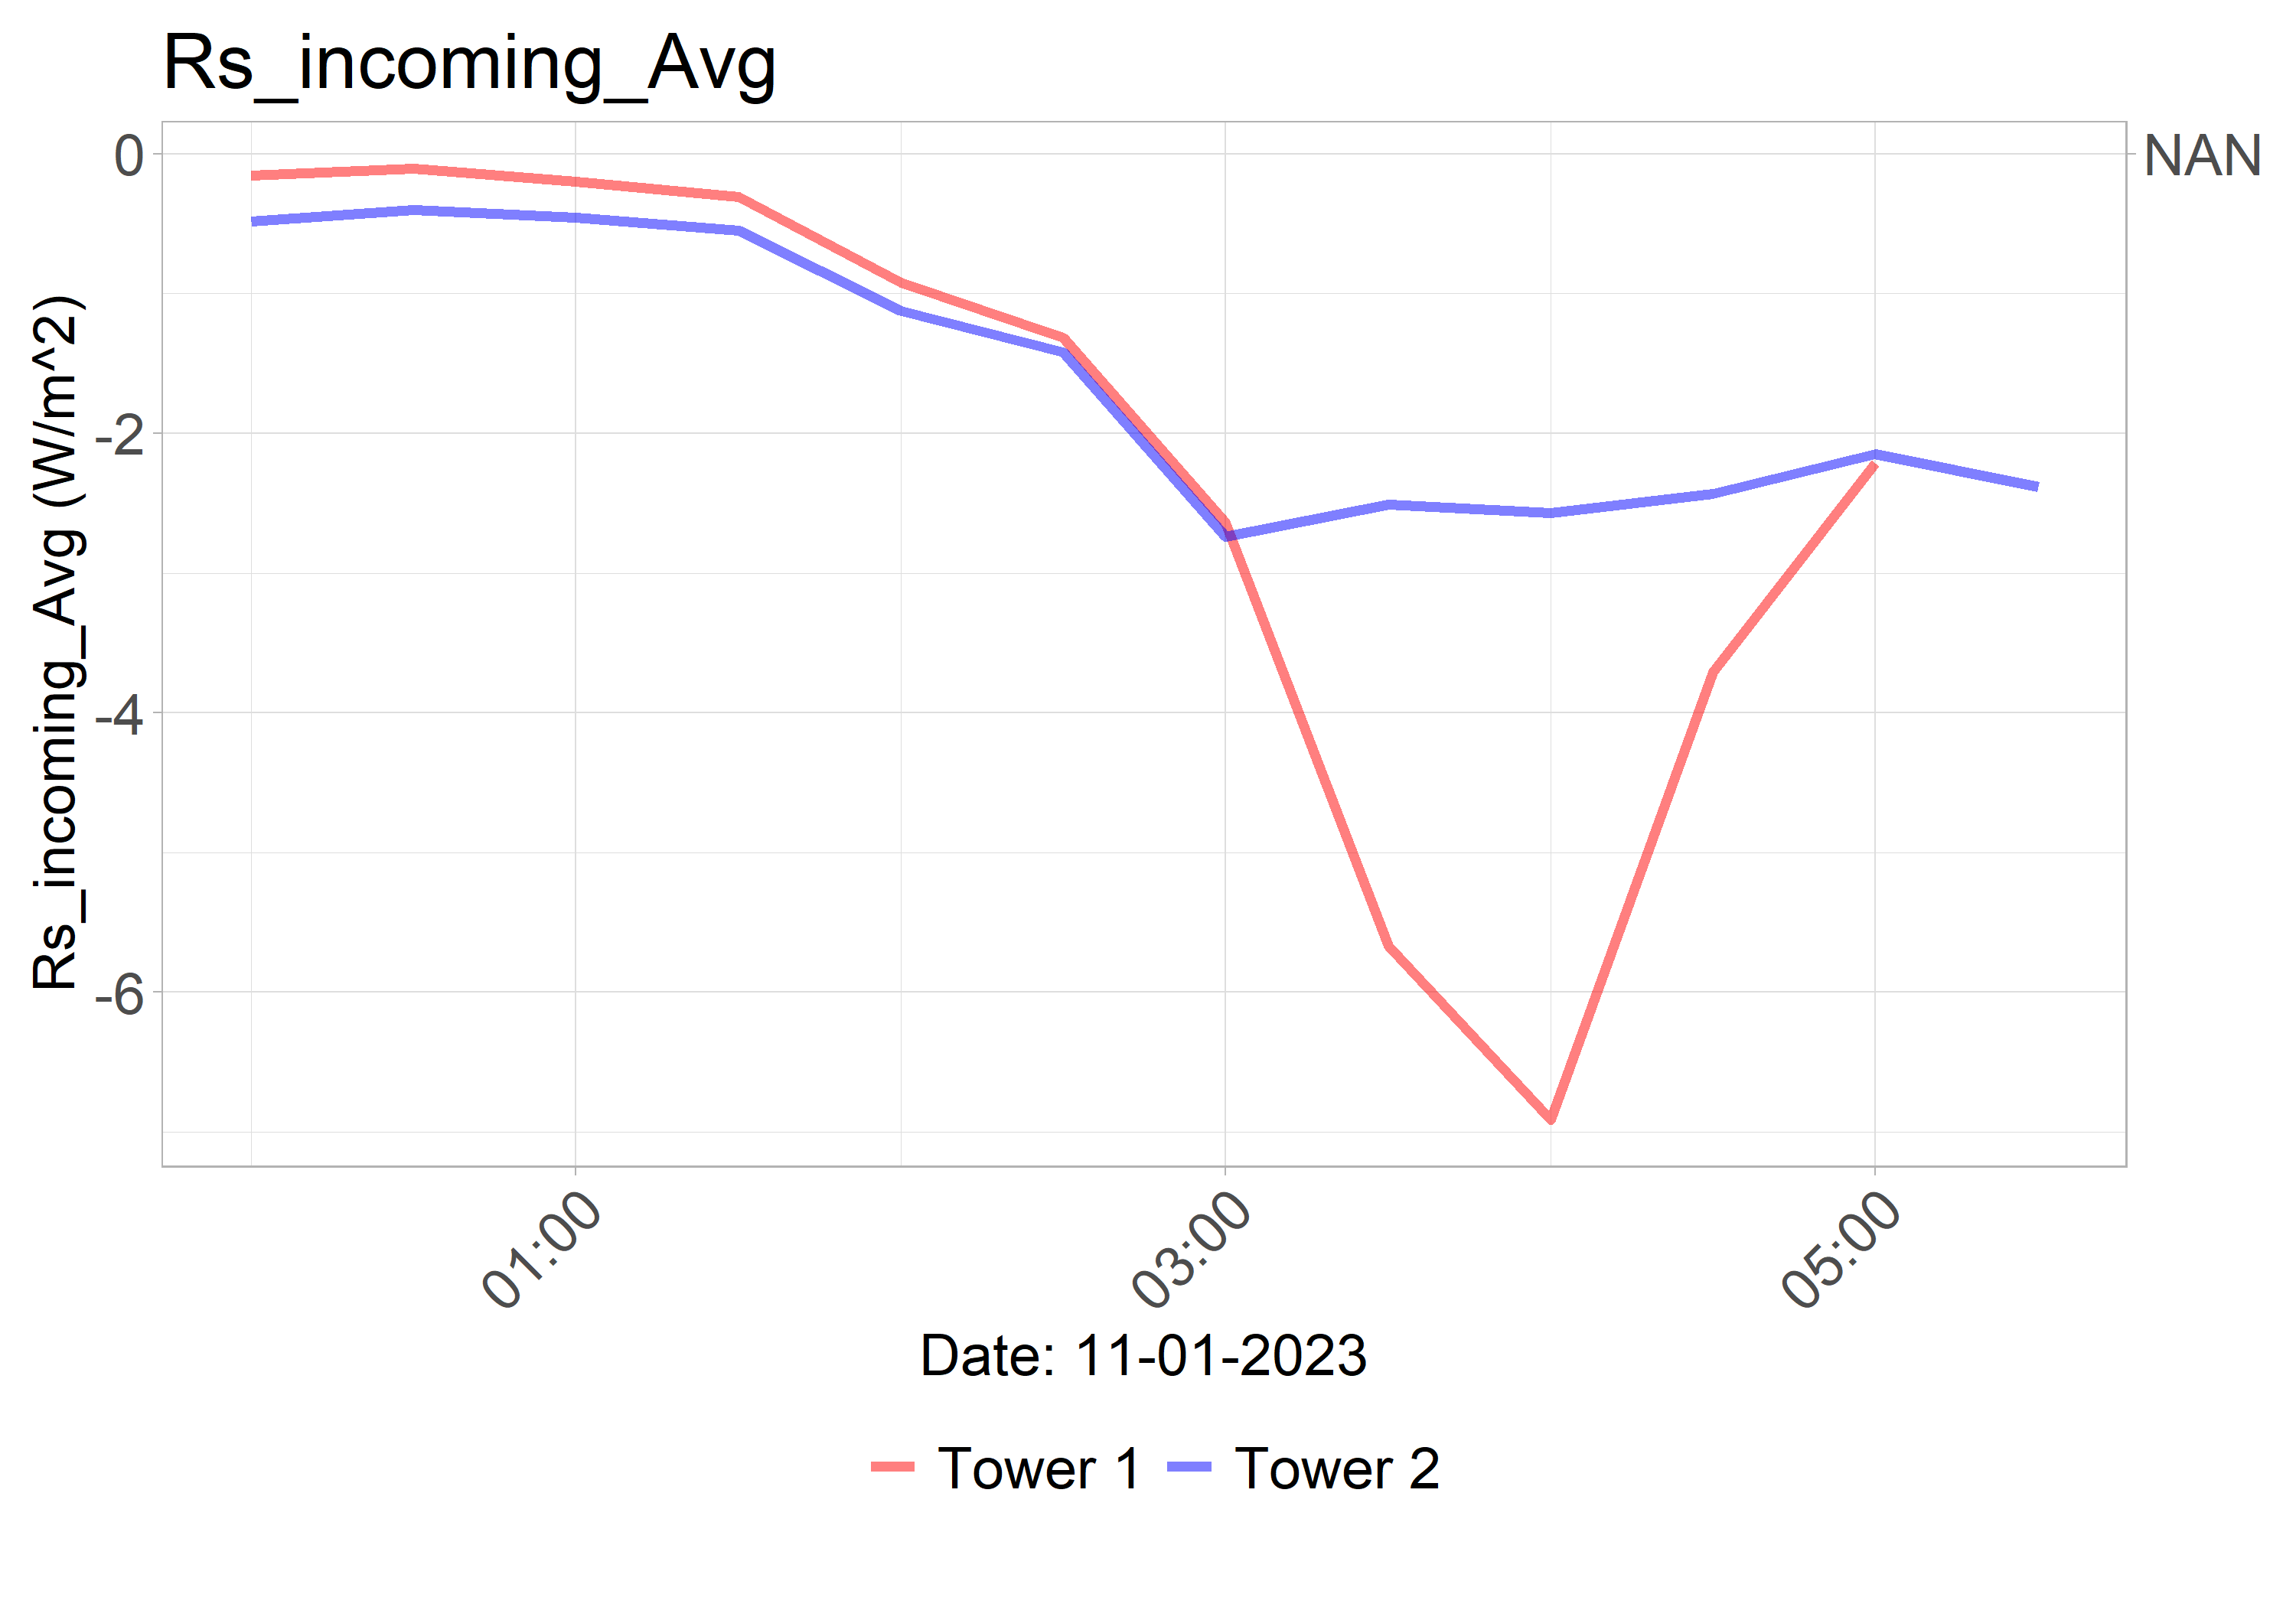 Rs_incoming_Avg
Rs_incoming_Avg (W/m^2)
0
-2
-4
-6
NAN
01:00
03:00
05:00
Date: 11-01-2023
Tower 1
Tower 2